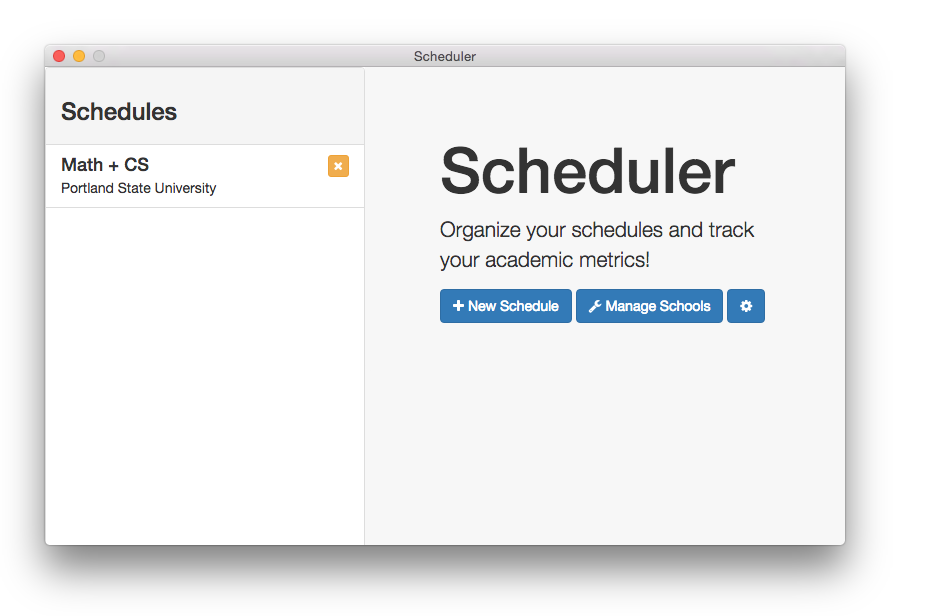 Scheduler
Schedules
Math + CS
Portland State University
Scheduler
Organize your schedules and track
your academic metrics!
New Schedule
Manage Schools